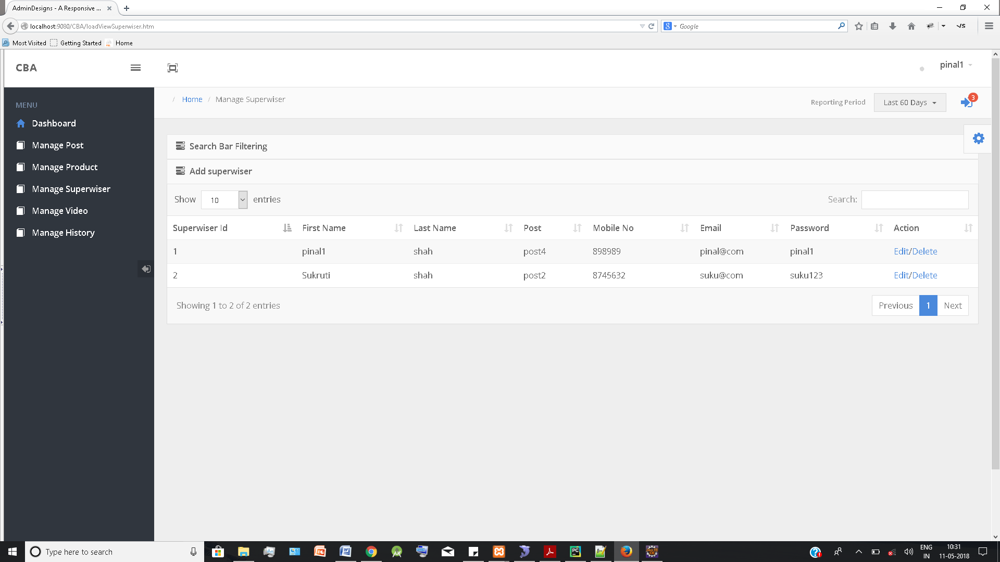 AdminDesigns - A Responsive ...
localhost:9080/CBA/loadViewSuperwiser.htm
Google
Most Visited Getting Started Home
CBA
pinal1
MENU
Dashboard
Manage Post
Manage Product
Manage Superwiser
Manage Video
Manage History
/ Home / Manage Superwiser
Reporting Period Last 60 Days 3
Search Bar Filtering
Add superwiser
Show 10 entries Search:
Superwiser Id First Name Last Name Post Mobile No Email Password Action
1 pinal1 shah post4 898989 pinal@com pinal1 Edit/Delete
2 Sukruti shah post2 8745632 suku@com suku123 Edit/Delete
Showing 1 to 2 of 2 entries Previous 1 Next
Type here to search
ENG
IN
10:31
11-05-2018